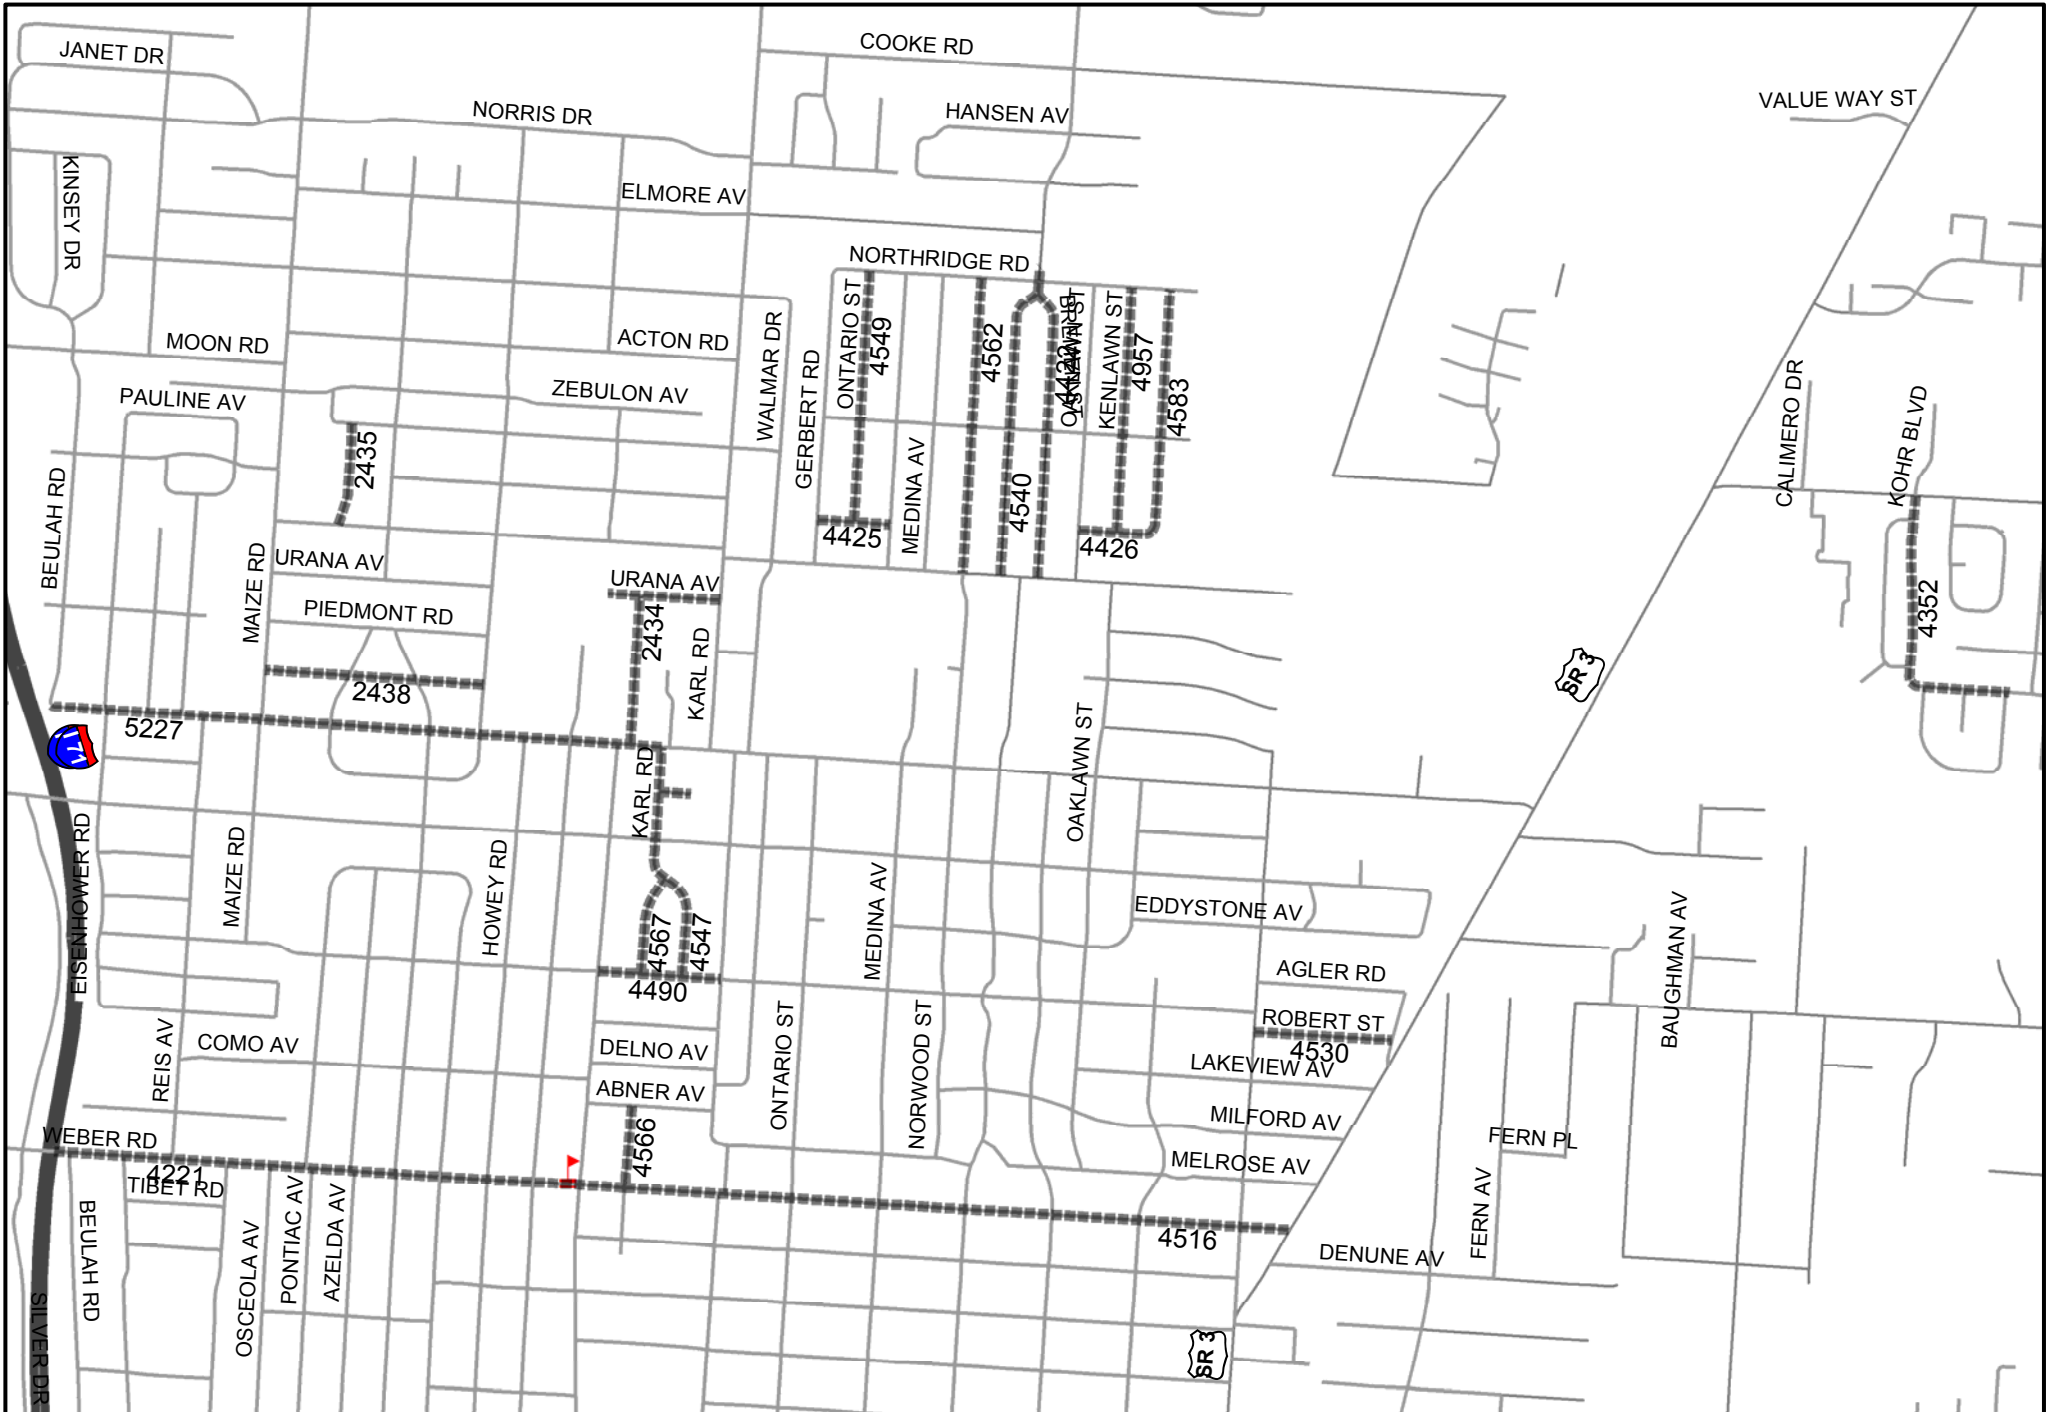 JANET DR
COOKE RD
VALUE WAY ST
NORRIS DR
HANSEN AV
KINSEY DR
ELMORE AV
NORTHRIDGE RD
MOON RD
ACTON RD
WALMAR DR
GERBERT RD
ONTARIO ST
4549
4562
KENLAWN ST
4957
4583
PAULINE AV
ZEBULON AV
2435
CALIMERO DR
KOHR BLVD
BEULAH RD
MAIZE RD
URANA AV
4425
MEDINA AV
4540
4426
PIEDMONT RD
URANA AV
2434
KARL RD
4352
SR 3
2438
5227
I 71
KARL RD
OAKLAWN ST
EISENHOWER RD
MAIZE RD
HOWEY RD
4567
4547
MEDINA AV
EDDYSTONE AV
BAUGHMAN AV
AGLER RD
4490
ROBERT ST
4530
REIS AV
COMO AV
DELNO AV
ONTARIO ST
NORWOOD ST
LAKEVIEW AV
ABNER AV
MILFORD AV
WEBER RD
4221
4566
FERN PL
MELROSE AV
TIBET RD
BEULAH RD
OSCEOLA AV
PONTIAC AV
AZELDA AV
4516
FERN AV
DENUNE AV
SILVER DR
SR 3